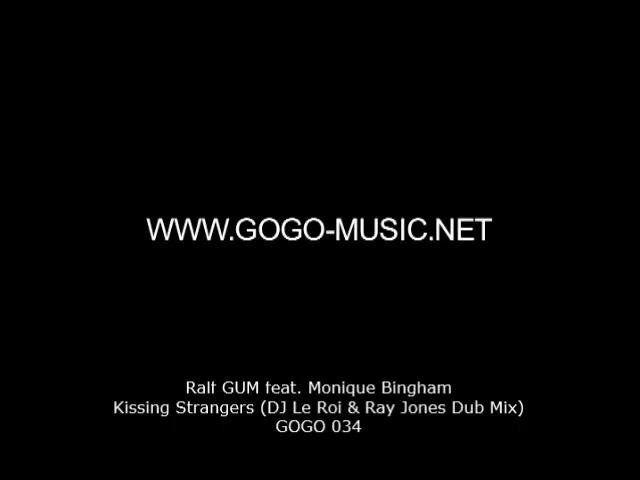 WWW.GOGO-MUSIC.NET
Ralf GUM feat. Monique Bingham
Kissing Strangers (DJ Le Roi & Ray Jones Dub Mix)
GOGO 034